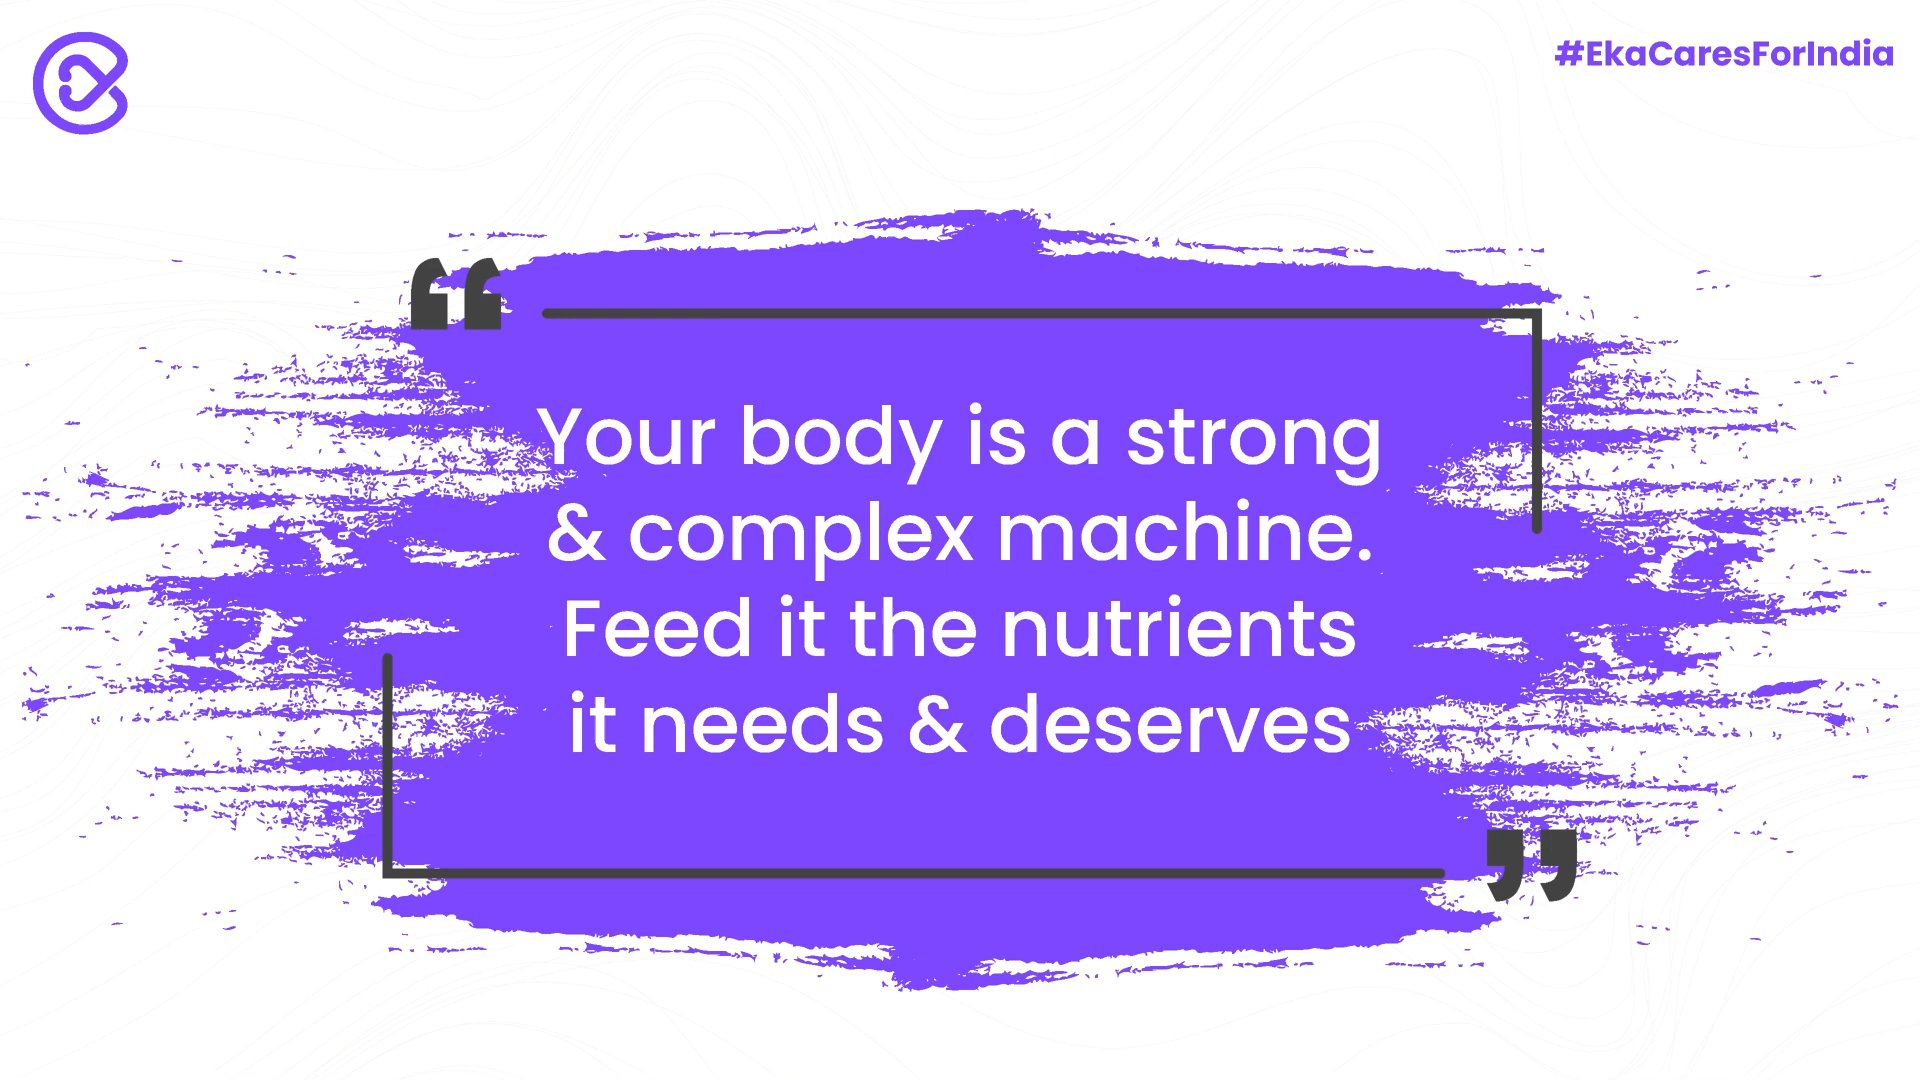 #EkaCaresForIndia
“
Your body is a strong
& complex machine.
Feed it the nutrients
it needs & deserves
”